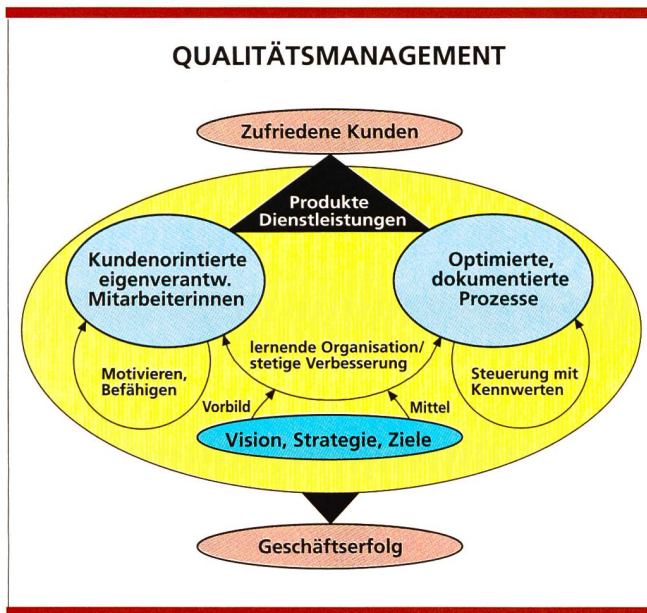 QUALITÄTSMANAGEMENT
Zufriedene Kunden
Produkte
Dienstleistungen
Kundenorintierte
eigenverantw.
Mitarbeiterinnen
Optimierte,
dokumentierte
Prozesse
lernende Organisation/
stetige Verbesserung
Motivieren,
Befähigen
Steuerung mit
Kennwerten
Vorbild
Mittel
Vision, Strategie, Ziele
Geschäftserfolg